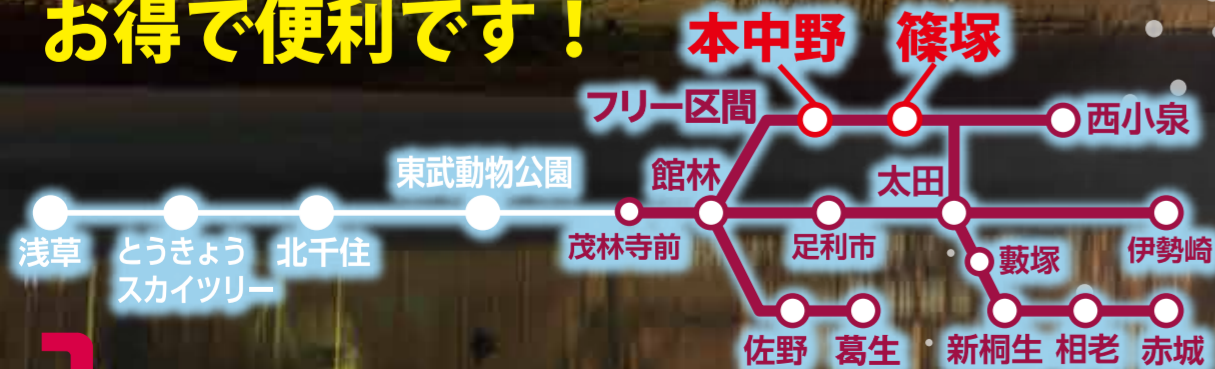 お得で便利です！
本中野
篠塚
フリー区間
西小泉
東武動物公園
館林
太田
浅草
とうきょう
スカイツリー
北千住
茂林寺前
足利市
藪塚
伊勢崎
佐野
葛生
新桐生
相老
赤城